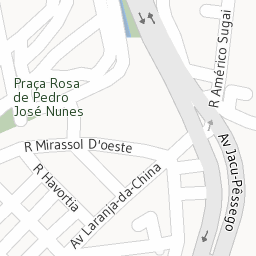 R Américo Sugai
Praça Rosa
de Pedro
José Nunes
R Mirassol D'oeste
Av Jacu-Pêssego
R Havortia
Av Laranja-da-China